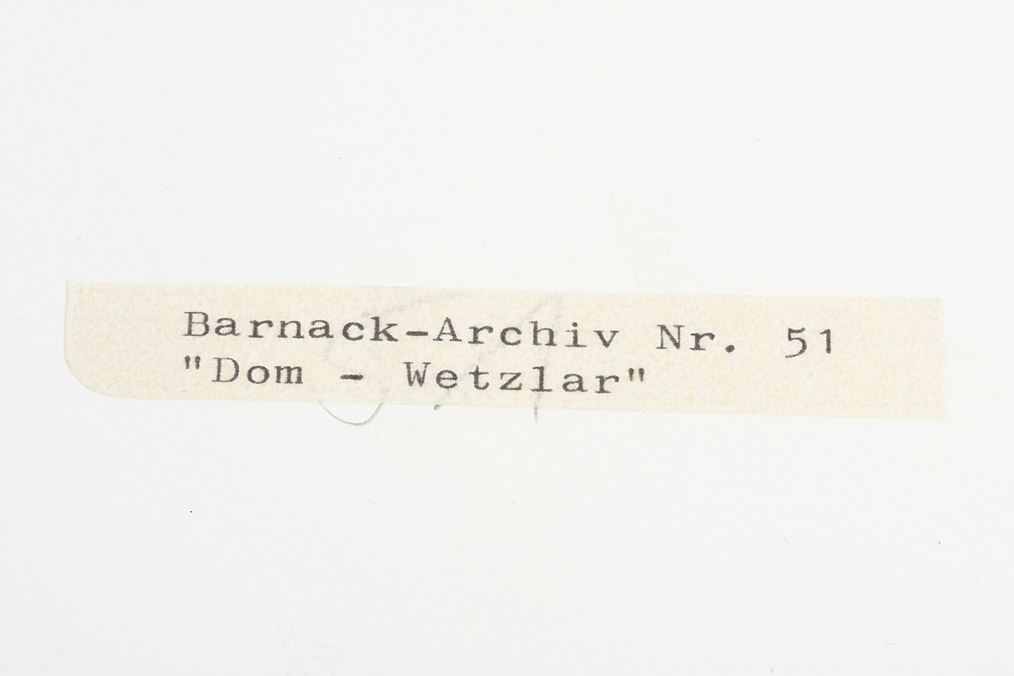 Barnack-Archiv Nr. 51
"Dom - Wetzlar"